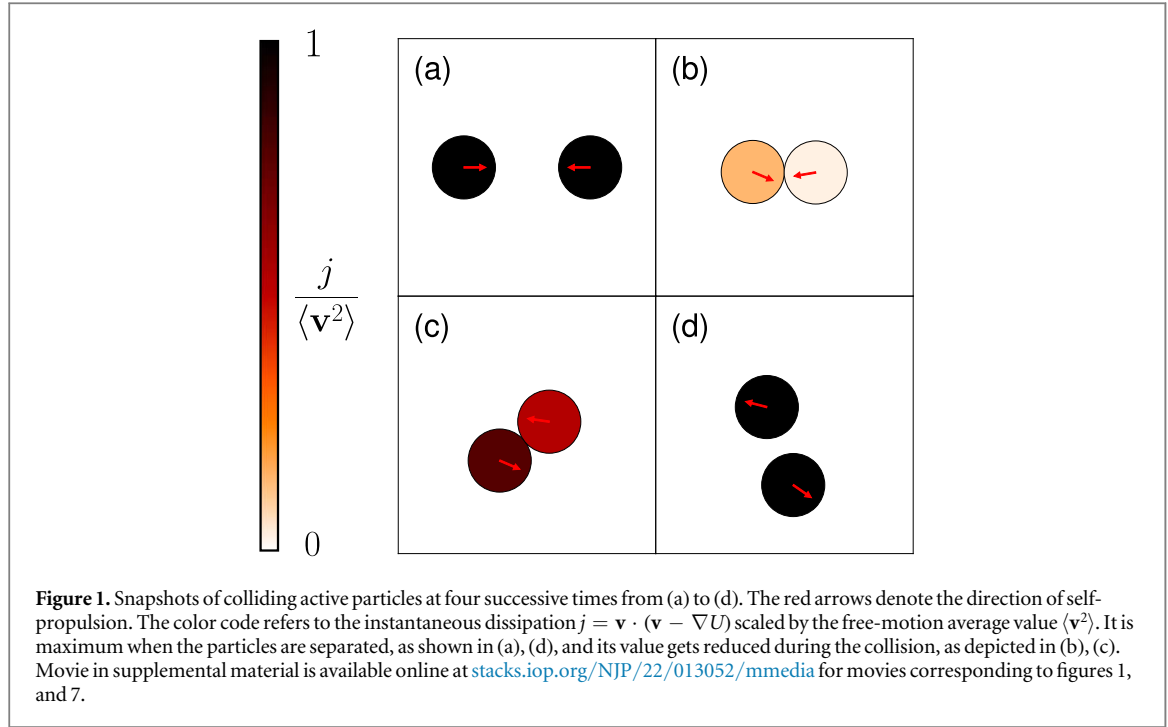 1
j
⟨v²⟩
0
(a)
(b)
(c)
(d)
Figure 1. Snapshots of colliding active particles at four successive times from (a) to (d). The red arrows denote the direction of self-
propulsion. The color code refers to the instantaneous dissipation j = v · (v − ∇U) scaled by the free-motion average value ⟨v²⟩. It is
maximum when the particles are separated, as shown in (a), (d), and its value gets reduced during the collision, as depicted in (b), (c).
Movie in supplemental material is available online at stacks.iop.org/NJP/22/013052/mmedia for movies corresponding to figures 1,
and 7.